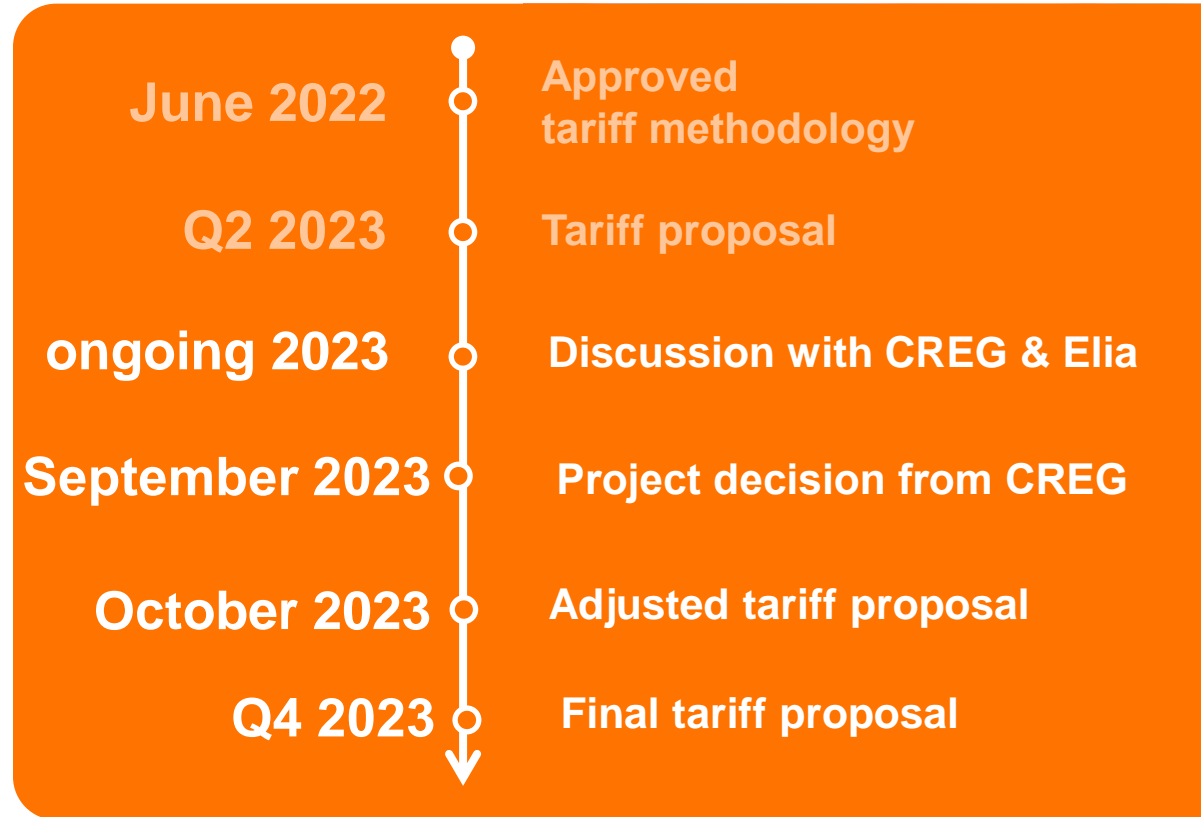 June 2022
Approved
tariff methodology
Q2 2023
Tariff proposal
ongoing 2023
Discussion with CREG & Elia
September 2023
Project decision from CREG
October 2023
Adjusted tariff proposal
Q4 2023
Final tariff proposal